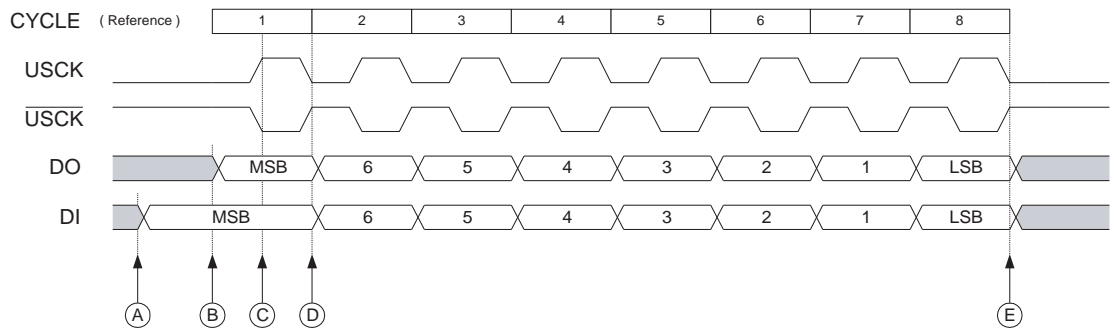 CYCLE ( Reference ) 1 2 3 4 5 6 7 8
USCK
USCK
DO MSB 6 5 4 3 2 1 LSB
DI MSB 6 5 4 3 2 1 LSB
A B C D E